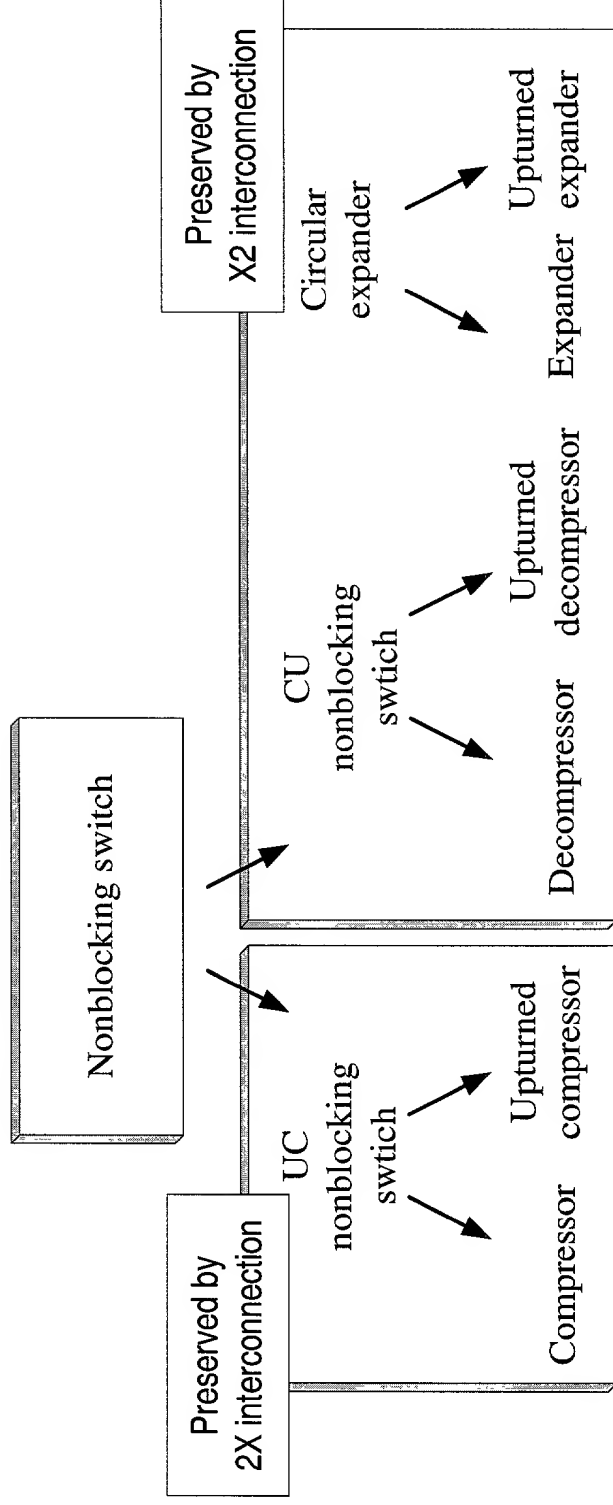 Nonblocking switch
Preserved by
2X interconnection
UC
nonblocking
swtich
Compressor
Upturned
compressor
Preserved by
X2 interconnection
CU
nonblocking
swtich
Decompressor
Upturned
decompressor
Circular
expander
Expander
Upturned
expander